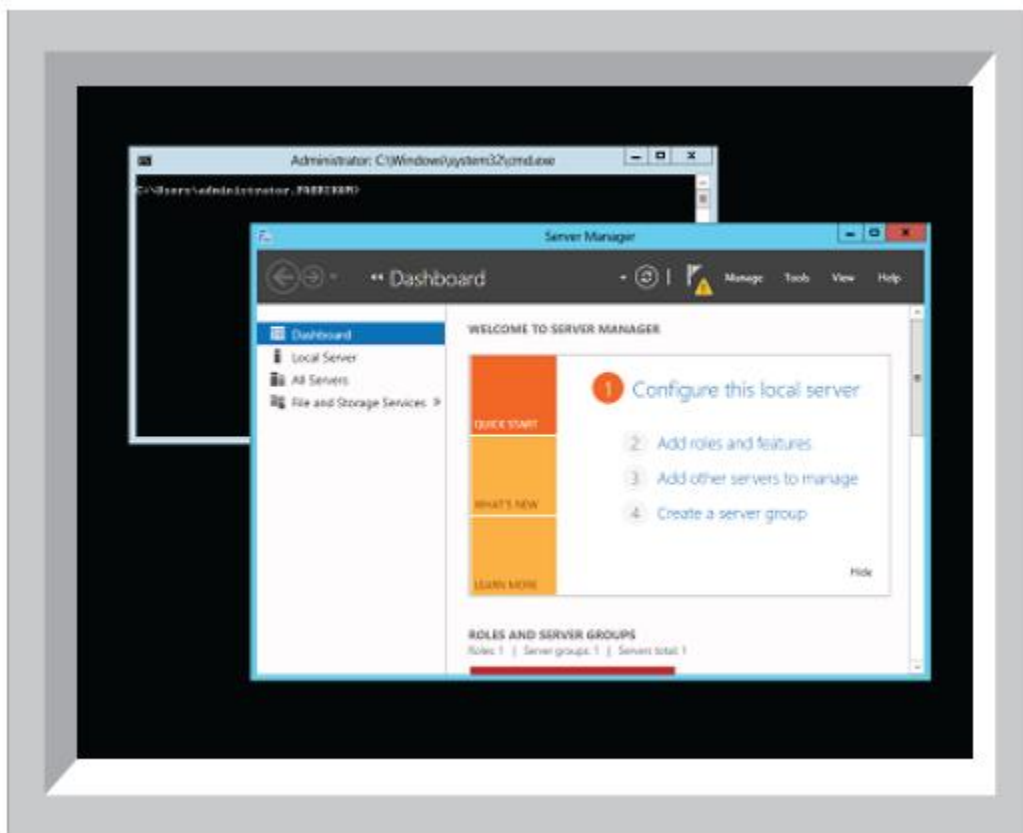 Administrator: C:\Windows\system32\cmd.exe
C:\Users\administrator.FABRIKAM>
Server Manager
Dashboard
Manage Tools View Help
Dashboard
Local Server
All Servers
File and Storage Services
WELCOME TO SERVER MANAGER
QUICK START
WHAT'S NEW
LEARN MORE
1 Configure this local server
2 Add roles and features
3 Add other servers to manage
4 Create a server group
Hide
ROLES AND SERVER GROUPS
Roles: 1 | Server groups: 1 | Servers total: 1